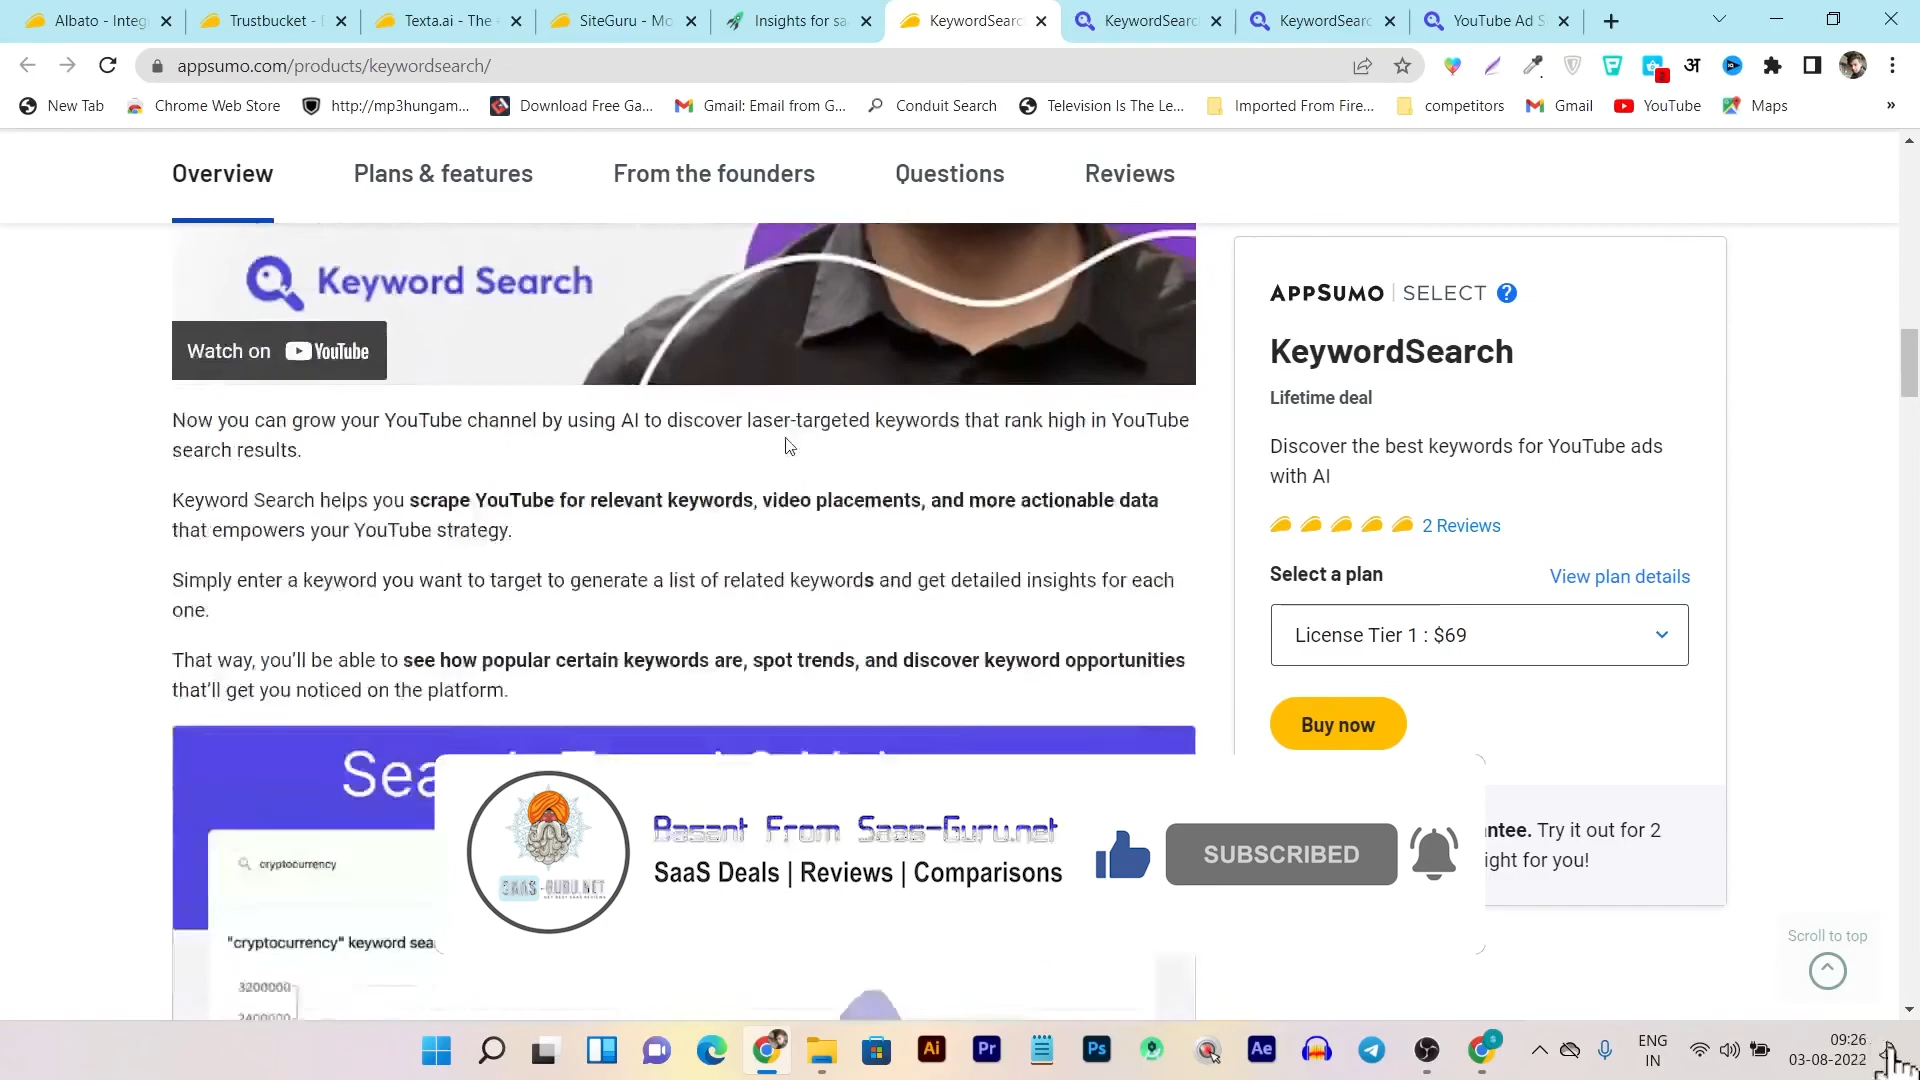 Albato - Integ
Trustbucket -
Texta.ai - The
SiteGuru - Mo
Insights for sa
KeywordSearc
KeywordSearc
KeywordSearc
YouTube Ad S
appsumo.com/products/keywordsearch/
अ
New Tab
Chrome Web Store
http://mp3hungam...
Download Free Ga...
Gmail: Email from G...
Conduit Search
Television Is The Le...
Imported From Fire...
competitors
Gmail
YouTube
Maps
»
Overview
Plans & features
From the founders
Questions
Reviews
Keyword Search
Watch on YouTube
Now you can grow your YouTube channel by using AI to discover laser-targeted keywords that rank high in YouTube
search results.
Keyword Search helps you scrape YouTube for relevant keywords, video placements, and more actionable data
that empowers your YouTube strategy.
Simply enter a keyword you want to target to generate a list of related keywords and get detailed insights for each
one.
That way, you'll be able to see how popular certain keywords are, spot trends, and discover keyword opportunities
that'll get you noticed on the platform.
cryptocurrency
"cryptocurrency" keyword sea
3200000
2400000
APPSUMO | SELECT ?
KeywordSearch
Lifetime deal
Discover the best keywords for YouTube ads
with AI
2 Reviews
Select a plan
View plan details
License Tier 1 : $69
Buy now
ntee. Try it out for 2
ight for you!
SAAS-GURU.NET
Basant From Saas-Guru.net
SaaS Deals | Reviews | Comparisons
SUBSCRIBED
Scroll to top
Ai
Pr
Ps
Ae
ENG
IN
09:26
03-08-2022